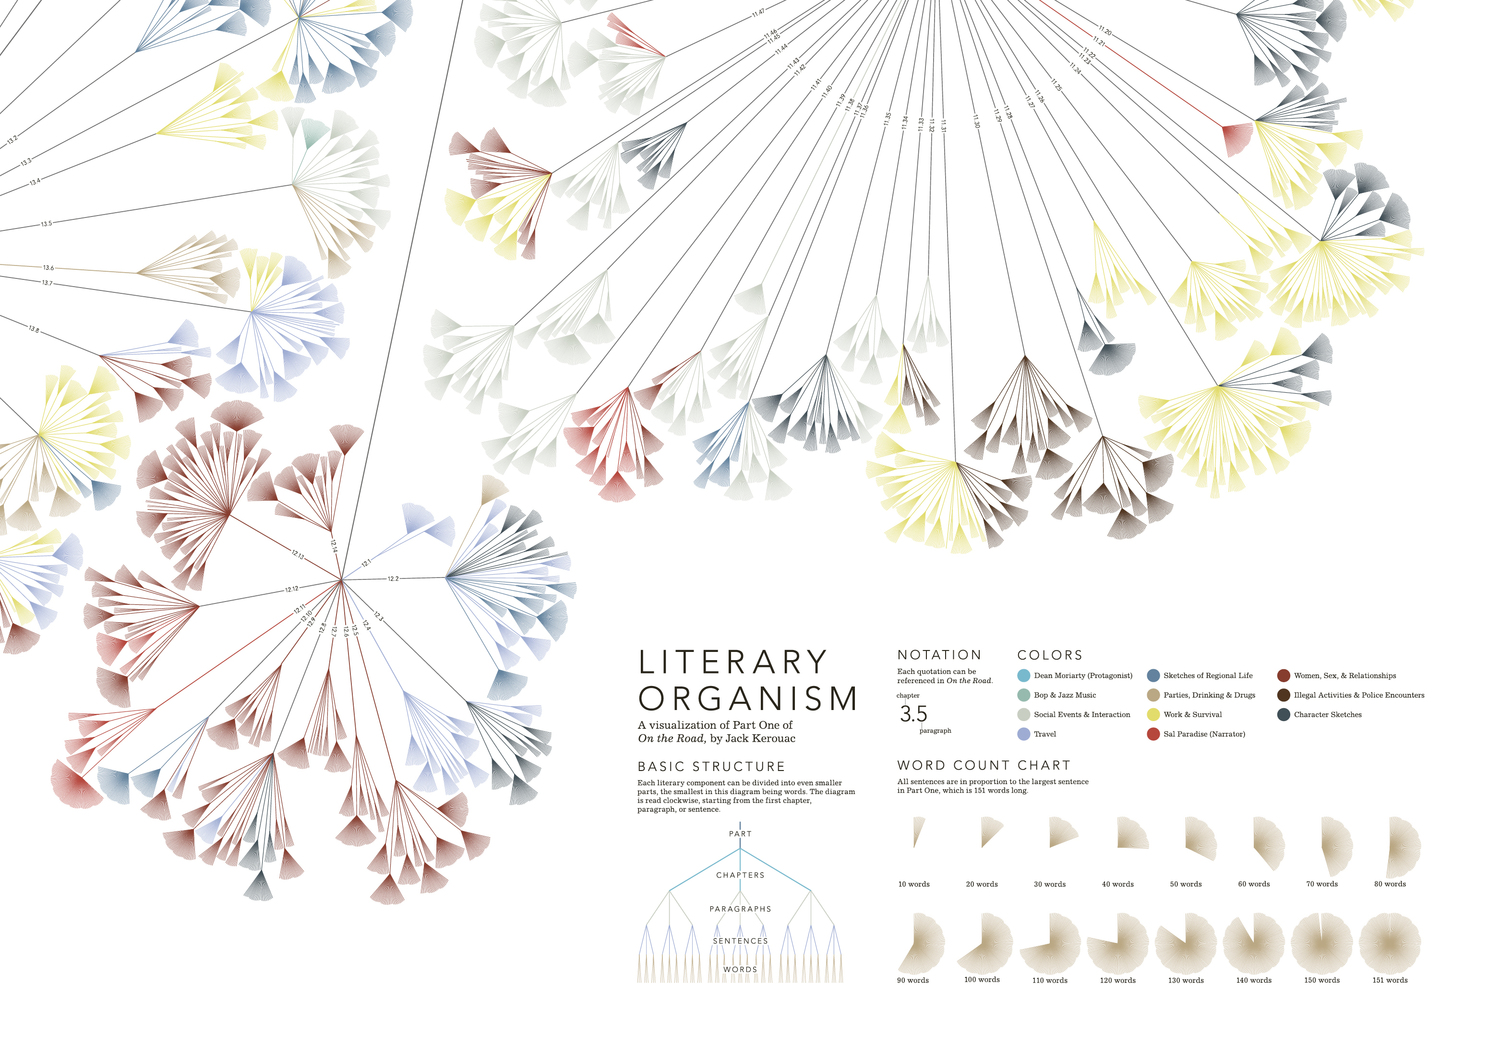 11.47
11.46
11.45
11.44
11.43
11.42
11.41
11.40
11.39
11.38
11.37
11.36
11.35
11.34
11.33
11.32
11.31
11.30
11.29
11.28
11.27
11.26
11.25
11.24
11.23
11.22
11.21
11.20
13.2
13.3
13.4
13.5
13.6
13.7
13.8
12.14
12.13
12.12
12.11
12.10
12.9
12.8
12.7
12.6
12.5
12.4
12.3
12.2
12.1
LITERARY
ORGANISM
A visualization of Part One of
On the Road, by Jack Kerouac
BASIC STRUCTURE
Each literary component can be divided into even smaller
parts, the smallest in this diagram being words. The diagram
is read clockwise, starting from the first chapter,
paragraph, or sentence.
PART
CHAPTERS
PARAGRAPHS
SENTENCES
WORDS
NOTATION
Each quotation can be
referenced in On the Road.
chapter
3.5
paragraph
COLORS
Dean Moriarty (Protagonist)
Bop & Jazz Music
Social Events & Interaction
Travel
Sketches of Regional Life
Parties, Drinking & Drugs
Work & Survival
Sal Paradise (Narrator)
Women, Sex, & Relationships
Illegal Activities & Police Encounters
Character Sketches
WORD COUNT CHART
All sentences are in proportion to the largest sentence
in Part One, which is 151 words long.
10 words
20 words
30 words
40 words
50 words
60 words
70 words
80 words
90 words
100 words
110 words
120 words
130 words
140 words
150 words
151 words